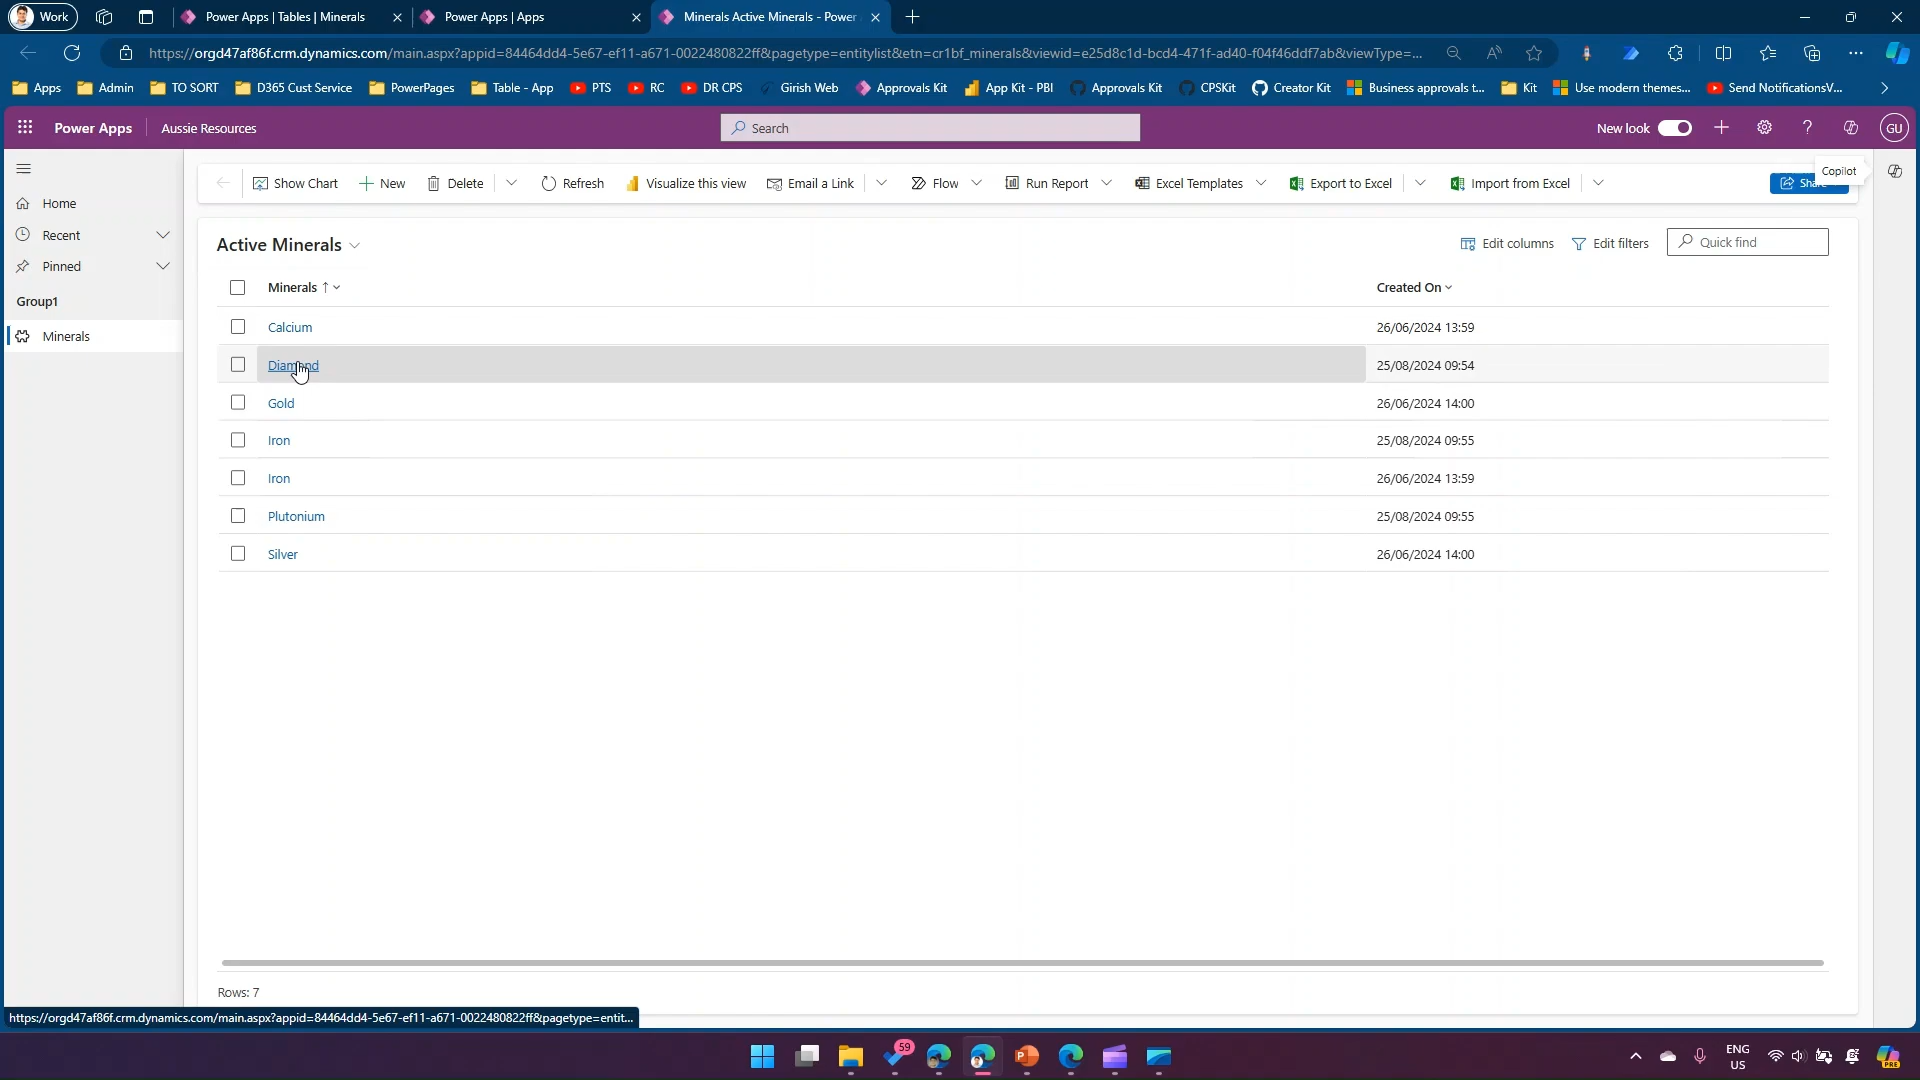 Work
Power Apps | Tables | Minerals
Power Apps | Apps
Minerals Active Minerals - Power
https://orgd47af86f.crm.dynamics.com/main.aspx?appid=84464dd4-5e67-ef11-a671-0022480822ff&pagetype=entitylist&etn=cr1bf_minerals&viewid=e25d8c1d-bcd4-471f-ad40-f04f46ddf7ab&viewType=...
Apps
Admin
TO SORT
D365 Cust Service
PowerPages
Table - App
PTS
RC
DR CPS
Girish Web
Approvals Kit
App Kit - PBI
Approvals Kit
CPSKit
Creator Kit
Business approvals t...
Kit
Use modern themes...
Send NotificationsV...
Power Apps
Aussie Resources
Search
New look
GU
Show Chart
New
Delete
Refresh
Visualize this view
Email a Link
Flow
Run Report
Excel Templates
Export to Excel
Import from Excel
Copilot
Home
Recent
Pinned
Group1
Minerals
Active Minerals
Edit columns
Edit filters
Quick find
Minerals
Created On
Calcium 26/06/2024 13:59
Diamond 25/08/2024 09:54
Gold 26/06/2024 14:00
Iron 25/08/2024 09:55
Iron 26/06/2024 13:59
Plutonium 25/08/2024 09:55
Silver 26/06/2024 14:00
Rows: 7
https://orgd47af86f.crm.dynamics.com/main.aspx?appid=84464dd4-5e67-ef11-a671-0022480822ff&pagetype=entit...
59
ENG
US
PRE